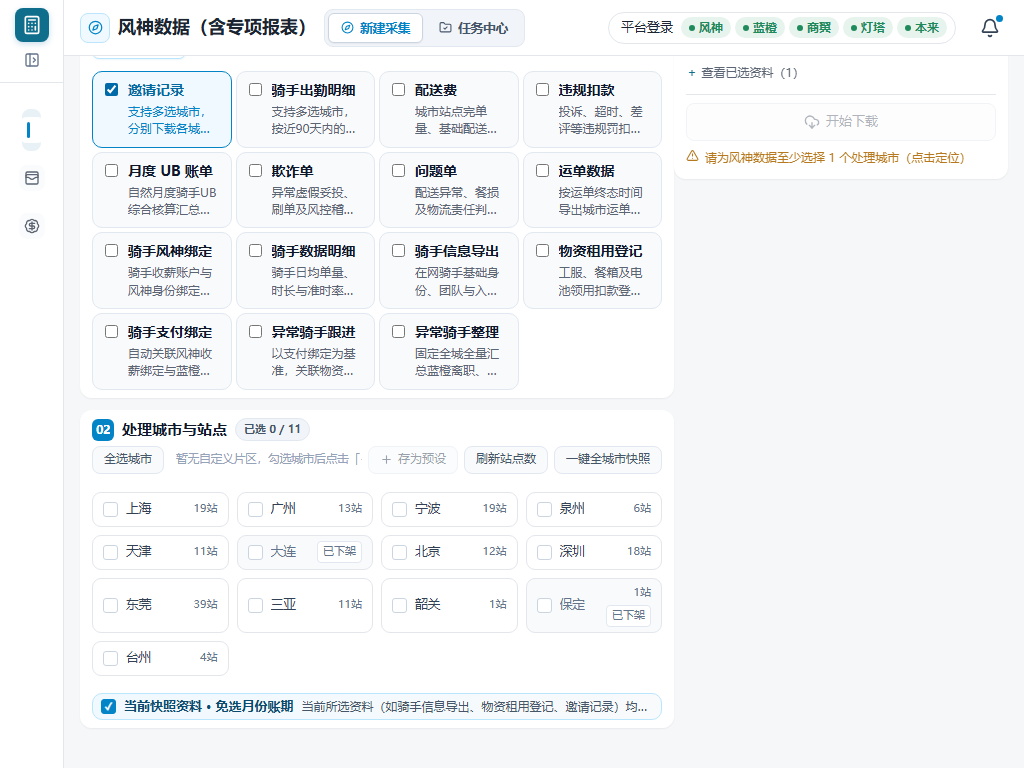 风神数据（含专项报表）
新建采集
任务中心
平台登录
风神
蓝橙
商翼
灯塔
本来
邀请记录
支持多选城市，
分别下载各城...
骑手出勤明细
支持多选城市，
按近90天内的...
配送费
城市站点完单
量、基础配送...
违规扣款
投诉、超时、差
评等违规罚扣...
月度 UB 账单
自然月度骑手UB
综合核算汇总...
欺诈单
异常虚假妥投、
刷单及风控稽...
问题单
配送异常、餐损
及物流责任判...
运单数据
按运单终态时间
导出城市运单...
骑手风神绑定
骑手收薪账户与
风神身份绑定...
骑手数据明细
骑手日均单量、
时长与准时率...
骑手信息导出
在网骑手基础身
份、团队与入...
物资租用登记
工服、餐箱及电
池领用扣款登...
骑手支付绑定
自动关联风神收
薪绑定与蓝橙...
异常骑手跟进
以支付绑定为基
准，关联物资...
异常骑手整理
固定全城全量汇
总蓝橙离职、...
+ 查看已选资料（1）
开始下载
请为风神数据至少选择 1 个处理城市（点击定位）
02 处理城市与站点 已选 0 / 11
全选城市
暂无自定义片区，勾选城市后点击「
+ 存为预设
刷新站点数
一键全城市快照
上海 19站
广州 13站
宁波 19站
泉州 6站
天津 11站
大连 已下架
北京 12站
深圳 18站
东莞 39站
三亚 11站
韶关 1站
保定 1站
已下架
台州 4站
当前快照资料 • 免选月份账期 当前所选资料（如骑手信息导出、物资租用登记、邀请记录）均...